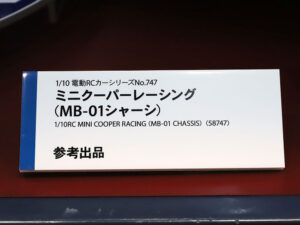 1/10 電動RCカーシリーズNo.747
ミニクーパーレーシング
（MB-01シャーシ）
1/10RC MINI COOPER RACING (MB-01 CHASSIS) (58747)
参考出品